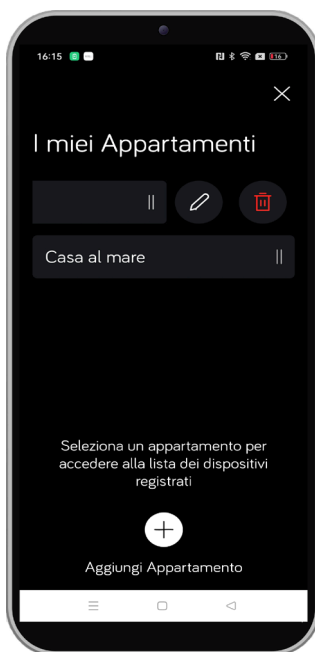 16:15
16
I miei Appartamenti
Casa al mare
Seleziona un appartamento per
accedere alla lista dei dispositivi
registrati
Aggiungi Appartamento